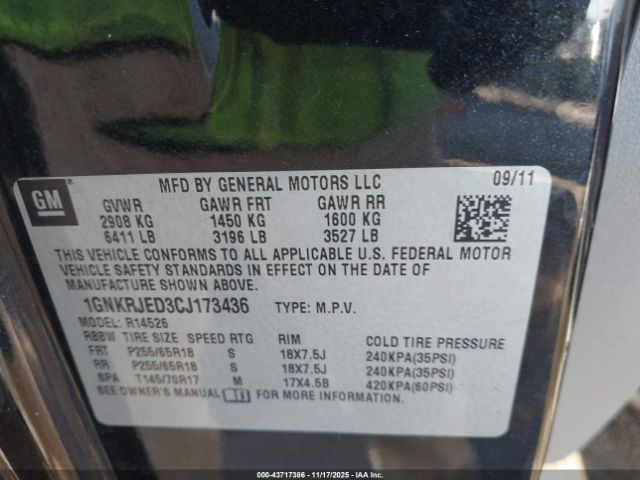 MFD BY GENERAL MOTORS LLC 09/11
GM
GVWR GAWR FRT GAWR RR
2908 KG 1450 KG 1600 KG
6411 LB 3196 LB 3527 LB
THIS VEHICLE CONFORMS TO ALL APPLICABLE U.S. FEDERAL MOTOR
VEHICLE SAFETY STANDARDS IN EFFECT ON THE DATE OF
MANUFACTURE SHOWN ABOVE.
1GNKRJED3CJ173436 TYPE: M.P.V.
MODEL: R14526
RBBW TIRE SIZE SPEED RTG RIM COLD TIRE PRESSURE
FRT P255/65R18 S 18X7.5J 240KPA(35PSI)
RR P255/65R18 S 18X7.5J 240KPA(35PSI)
SPA T145/70R17 M 17X4.5B 420KPA(60PSI)
SEE OWNER'S MANUAL FOR MORE INFORMATION.
000-43717386 - 11/17/2025 - IAAI.COM